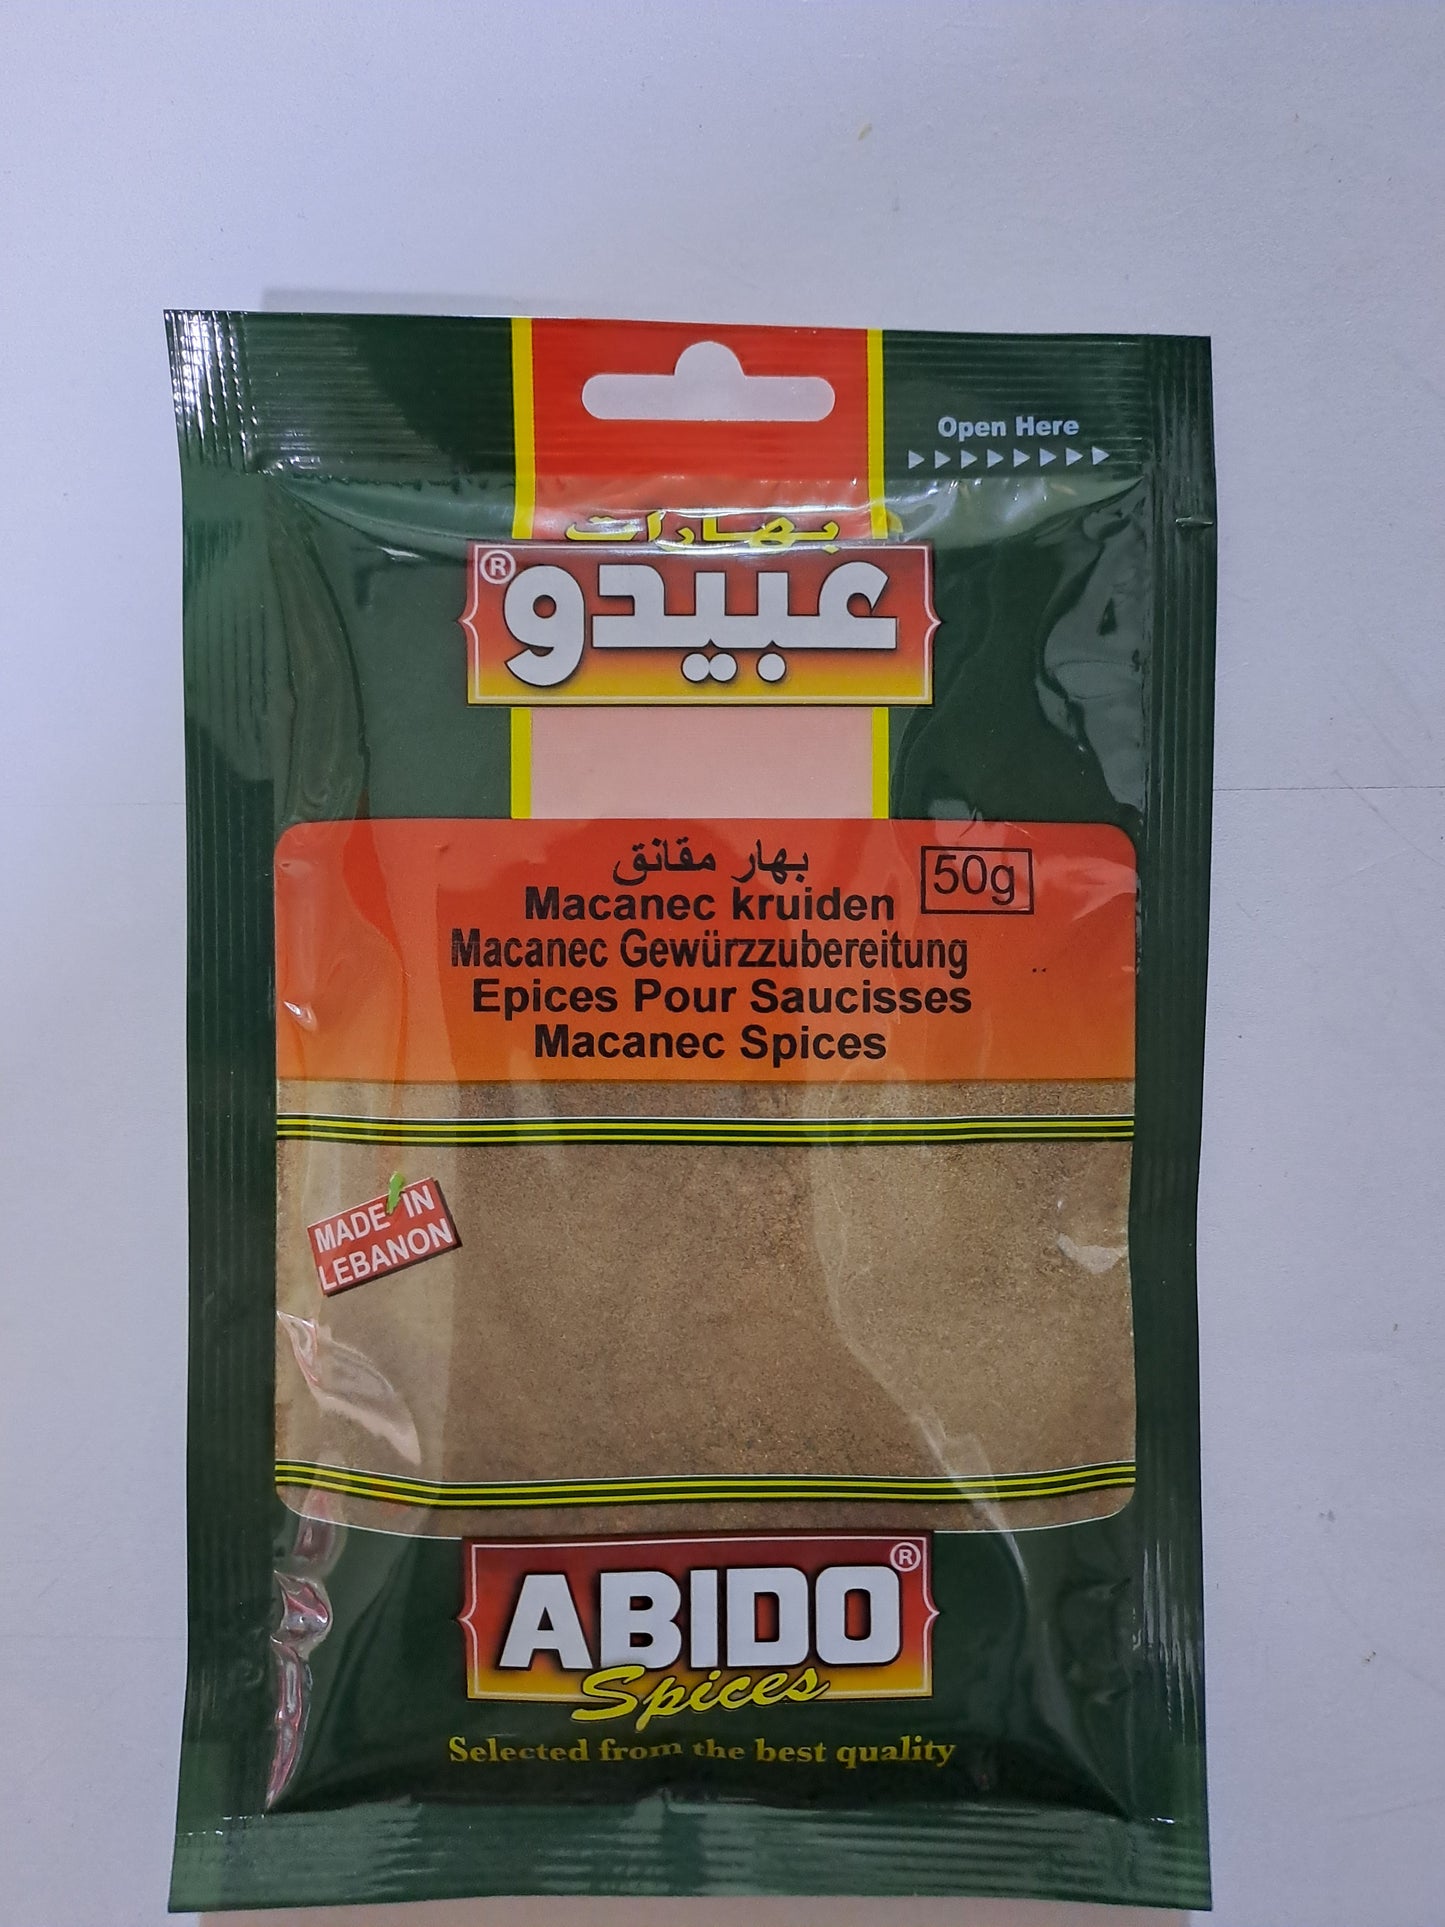 Open Here
بهارات
عبيدو ®
بهار مقانق
50g
Macanec kruiden
Macanec Gewürzzubereitung
Epices Pour Saucisses
Macanec Spices
MADE IN
LEBANON
ABIDO ®
Spices
Selected from the best quality